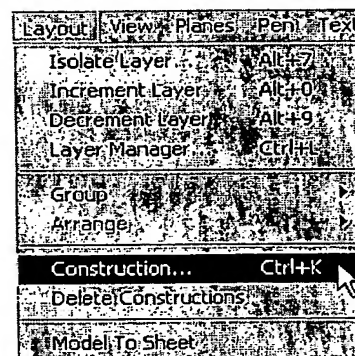 Layout View Planes Pen Tex
Isolate Layer... Alt+7
Increment Layer Alt+0
Decrement Layer Alt+9
Layer Manager Ctrl+L
Group
Arrange
Construction... Ctrl+K
Delete Constructions
Model To Sheet